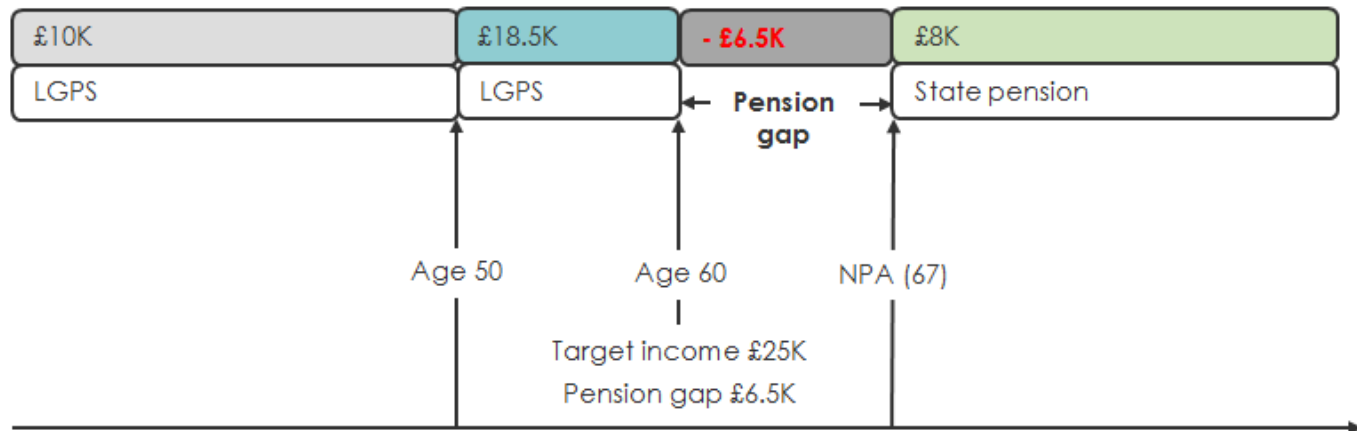 £10K
£18.5K
- £6.5K
£8K
LGPS
LGPS
Pension
gap
State pension
Age 50
Age 60
NPA (67)
Target income £25K
Pension gap £6.5K